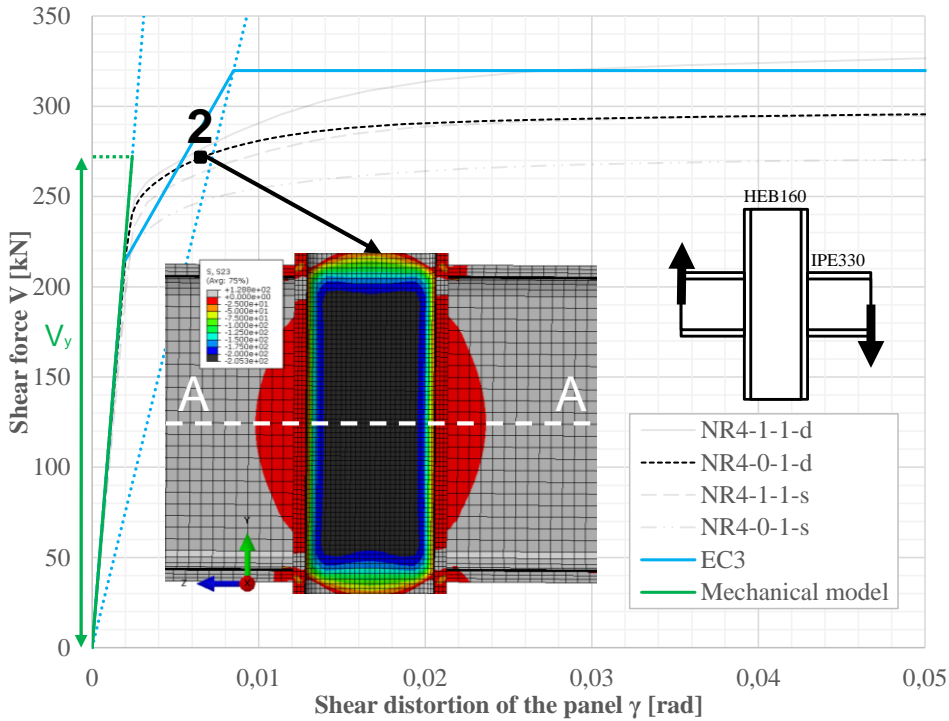 Shear force V [kN]
350
300
250
200
150
100
50
0
0
0,01
0,02
0,03
0,04
0,05
Shear distortion of the panel γ [rad]
2
Vy
S, S23
(Avg: 75%)
+1.288e+02
+0.000e+00
-2.500e+01
-5.000e+01
-7.500e+01
-1.000e+02
-1.250e+02
-1.500e+02
-1.750e+02
-2.000e+02
-2.053e+02
A
A
Y
Z
X
HEB160
IPE330
NR4-1-1-d
NR4-0-1-d
NR4-1-1-s
NR4-0-1-s
EC3
Mechanical model